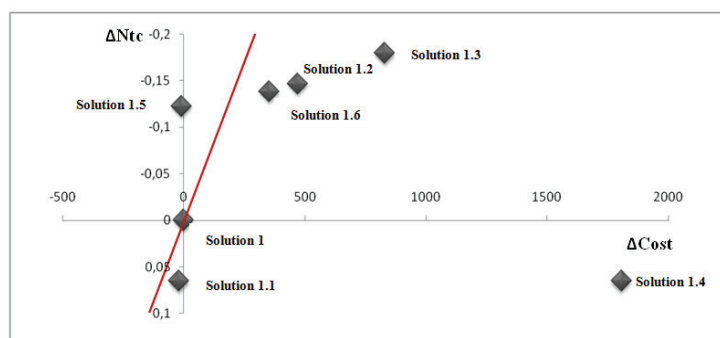 ΔNtc
-0,2
Solution 1.3
Solution 1.2
-0,15
Solution 1.5
Solution 1.6
-0,1
-0,05
-500 0 500 1000 1500 2000
0
Solution 1
ΔCost
0,05
Solution 1.1
Solution 1.4
0,1